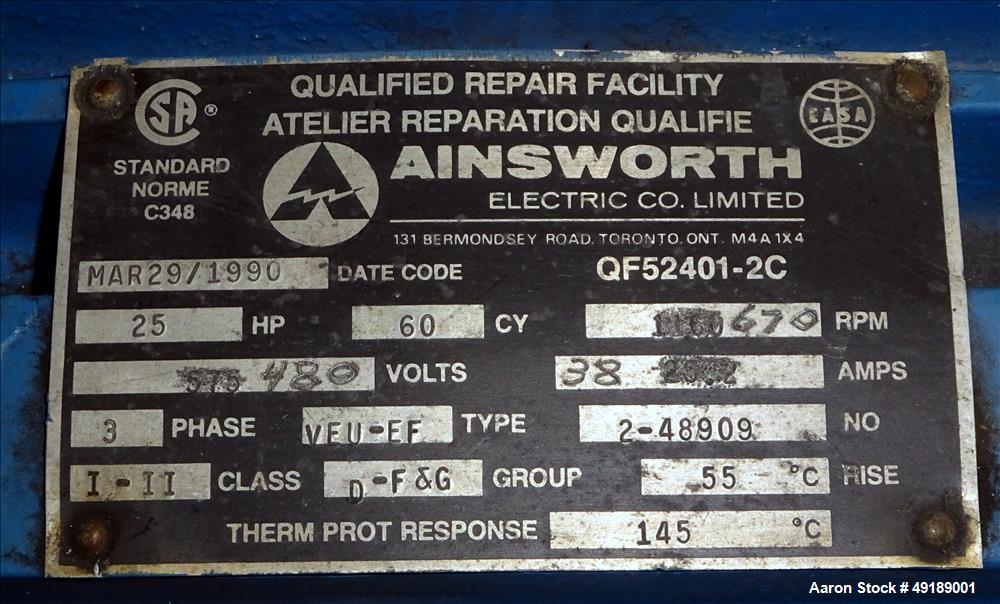 CSA ®
QUALIFIED REPAIR FACILITY
ATELIER REPARATION QUALIFIE
EASA
STANDARD
NORME
C348
AINSWORTH
ELECTRIC CO. LIMITED
131 BERMONDSEY ROAD. TORONTO. ONT. M4A 1X4
MAR29/1990 DATE CODE QF52401-2C
25 HP 60 CY 670 RPM
575 480 VOLTS 38 AMPS
3 PHASE VEU-EF TYPE 2-48909 NO
I-II CLASS D-F&G GROUP 55 °C RISE
THERM PROT RESPONSE 145 °C
Aaron Stock # 49189001